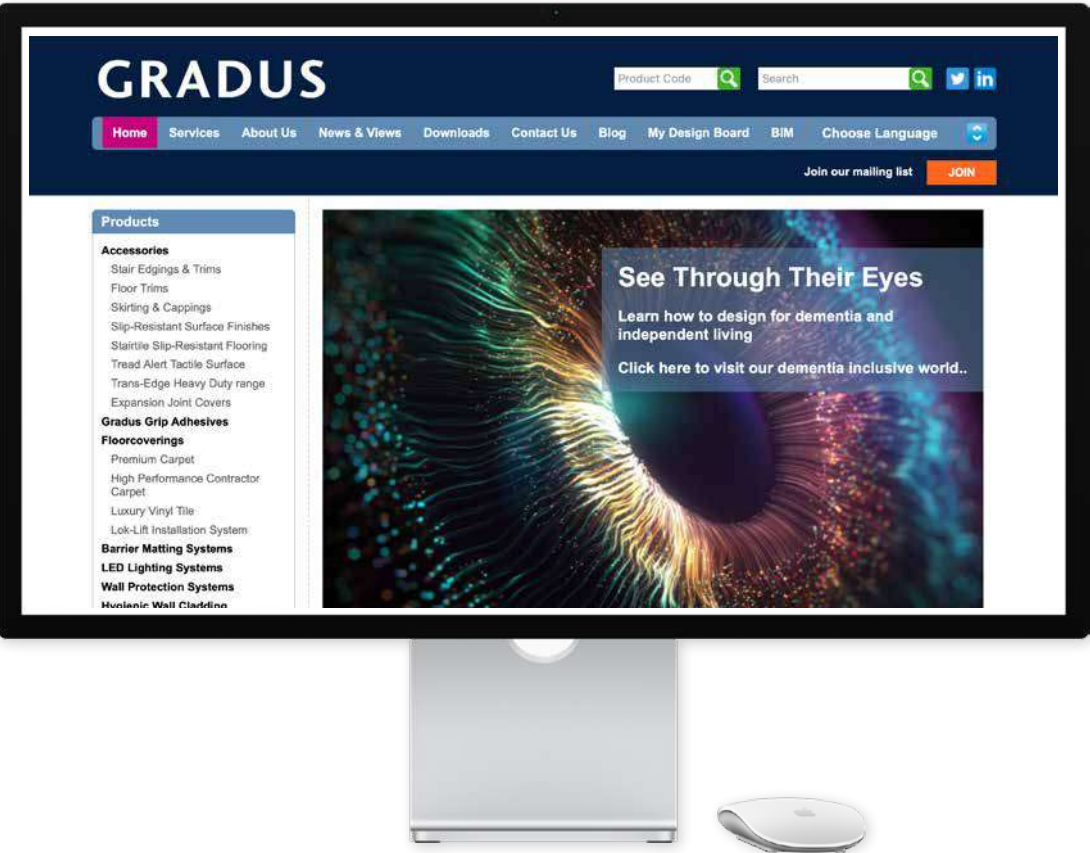 GRADUS
Product Code
Search
in
Home Services About Us News & Views Downloads Contact Us Blog My Design Board BIM Choose Language
Join our mailing list JOIN
Products
Accessories
Stair Edgings & Trims
Floor Trims
Skirting & Cappings
Slip-Resistant Surface Finishes
Stairtile Slip-Resistant Flooring
Tread Alert Tactile Surface
Trans-Edge Heavy Duty range
Expansion Joint Covers
Gradus Grip Adhesives
Floorcoverings
Premium Carpet
High Performance Contractor
Carpet
Luxury Vinyl Tile
Lok-Lift Installation System
Barrier Matting Systems
LED Lighting Systems
Wall Protection Systems
Hygienic Wall Cladding
See Through Their Eyes
Learn how to design for dementia and
independent living
Click here to visit our dementia inclusive world..